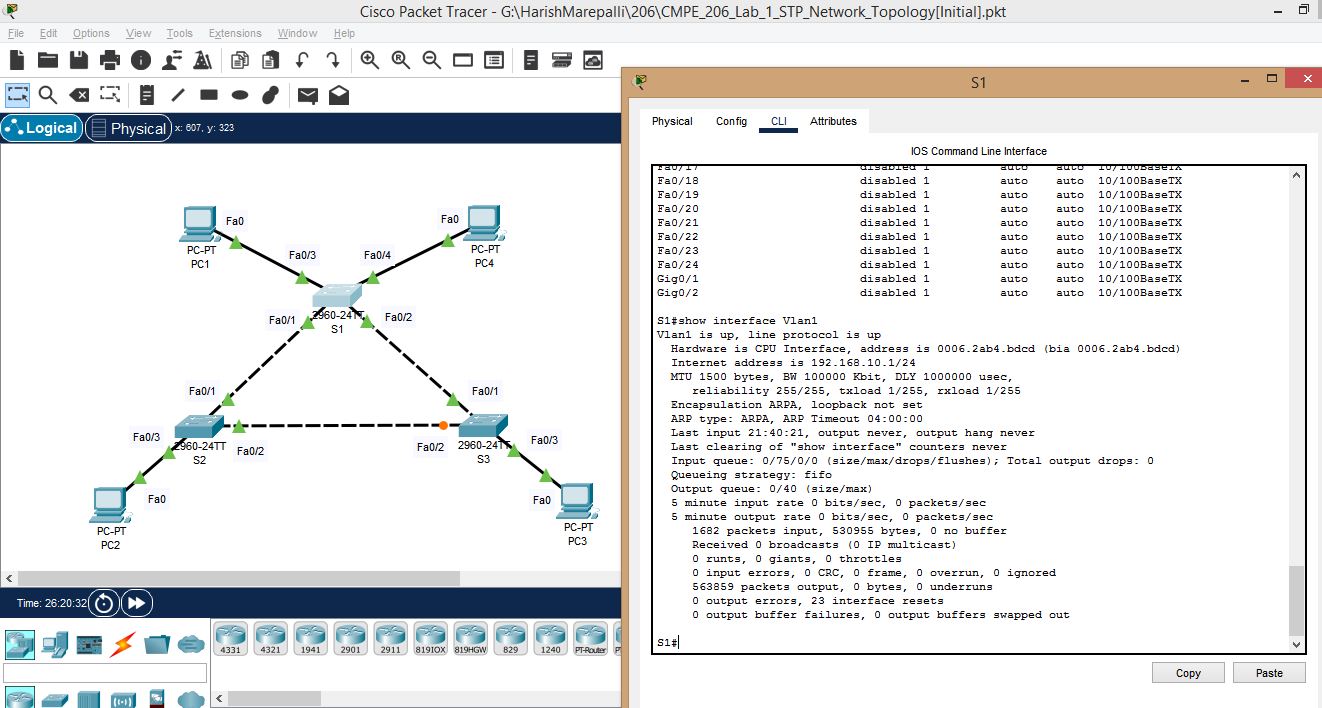 Cisco Packet Tracer - G:\HarishMarepalli\206\CMPE_206_Lab_1_STP_Network_Topology[Initial].pkt
File Edit Options View Tools Extensions Window Help
Logical Physical x: 607, y: 323
Fa0
PC-PT
PC1
Fa0/3
Fa0/4
Fa0
PC-PT
PC4
Fa0/1
2960-24TT
S1
Fa0/2
Fa0/1
Fa0/1
Fa0/3
2960-24TT
S2
Fa0/2
Fa0/2
2960-24TT
S3
Fa0/3
Fa0
PC-PT
PC2
Fa0
PC-PT
PC3
Time: 26:20:32
4331 4321 1941 2901 2911 819IOX 819HGW 829 1240 PT-Router
S1
Physical Config CLI Attributes
IOS Command Line Interface
Fa0/17 disabled 1 auto auto 10/100BaseTX
Fa0/18 disabled 1 auto auto 10/100BaseTX
Fa0/19 disabled 1 auto auto 10/100BaseTX
Fa0/20 disabled 1 auto auto 10/100BaseTX
Fa0/21 disabled 1 auto auto 10/100BaseTX
Fa0/22 disabled 1 auto auto 10/100BaseTX
Fa0/23 disabled 1 auto auto 10/100BaseTX
Fa0/24 disabled 1 auto auto 10/100BaseTX
Gig0/1 disabled 1 auto auto 10/100BaseTX
Gig0/2 disabled 1 auto auto 10/100BaseTX
S1#show interface Vlan1
Vlan1 is up, line protocol is up
Hardware is CPU Interface, address is 0006.2ab4.bdcd (bia 0006.2ab4.bdcd)
Internet address is 192.168.10.1/24
MTU 1500 bytes, BW 100000 Kbit, DLY 1000000 usec,
reliability 255/255, txload 1/255, rxload 1/255
Encapsulation ARPA, loopback not set
ARP type: ARPA, ARP Timeout 04:00:00
Last input 21:40:21, output never, output hang never
Last clearing of "show interface" counters never
Input queue: 0/75/0/0 (size/max/drops/flushes); Total output drops: 0
Queueing strategy: fifo
Output queue: 0/40 (size/max)
5 minute input rate 0 bits/sec, 0 packets/sec
5 minute output rate 0 bits/sec, 0 packets/sec
1682 packets input, 530955 bytes, 0 no buffer
Received 0 broadcasts (0 IP multicast)
0 runts, 0 giants, 0 throttles
0 input errors, 0 CRC, 0 frame, 0 overrun, 0 ignored
563859 packets output, 0 bytes, 0 underruns
0 output errors, 23 interface resets
0 output buffer failures, 0 output buffers swapped out
S1#
Copy Paste